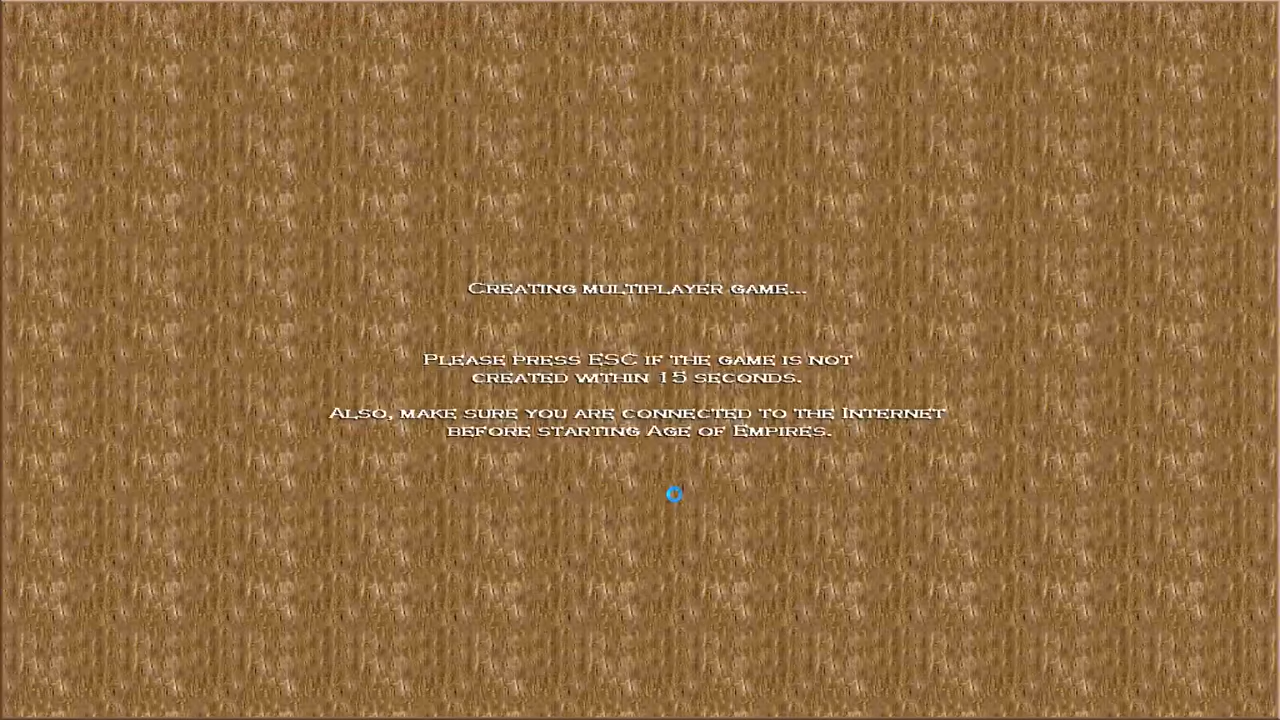 Creating multiplayer game...
Please press ESC if the game is not
created within 15 seconds.
Also, make sure you are connected to the Internet
before starting Age of Empires.